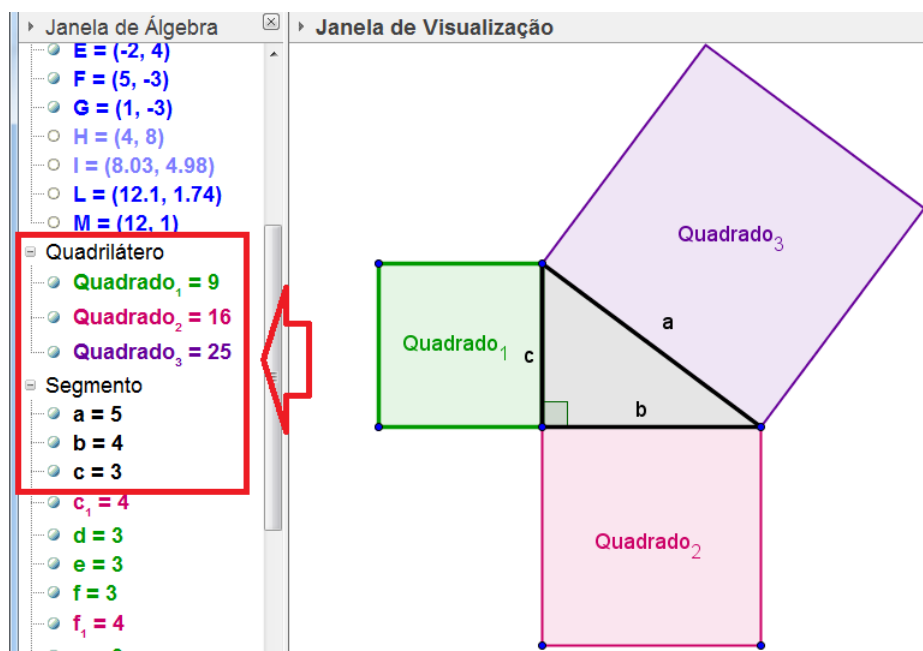 Janela de Álgebra
E = (-2, 4)
F = (5, -3)
G = (1, -3)
H = (4, 8)
I = (8.03, 4.98)
L = (12.1, 1.74)
M = (12, 1)
Quadrilátero
Quadrado₁ = 9
Quadrado₂ = 16
Quadrado₃ = 25
Segmento
a = 5
b = 4
c = 3
c₁ = 4
d = 3
e = 3
f = 3
f₁ = 4
Janela de Visualização
Quadrado₃
a
Quadrado₁
c
b
Quadrado₂